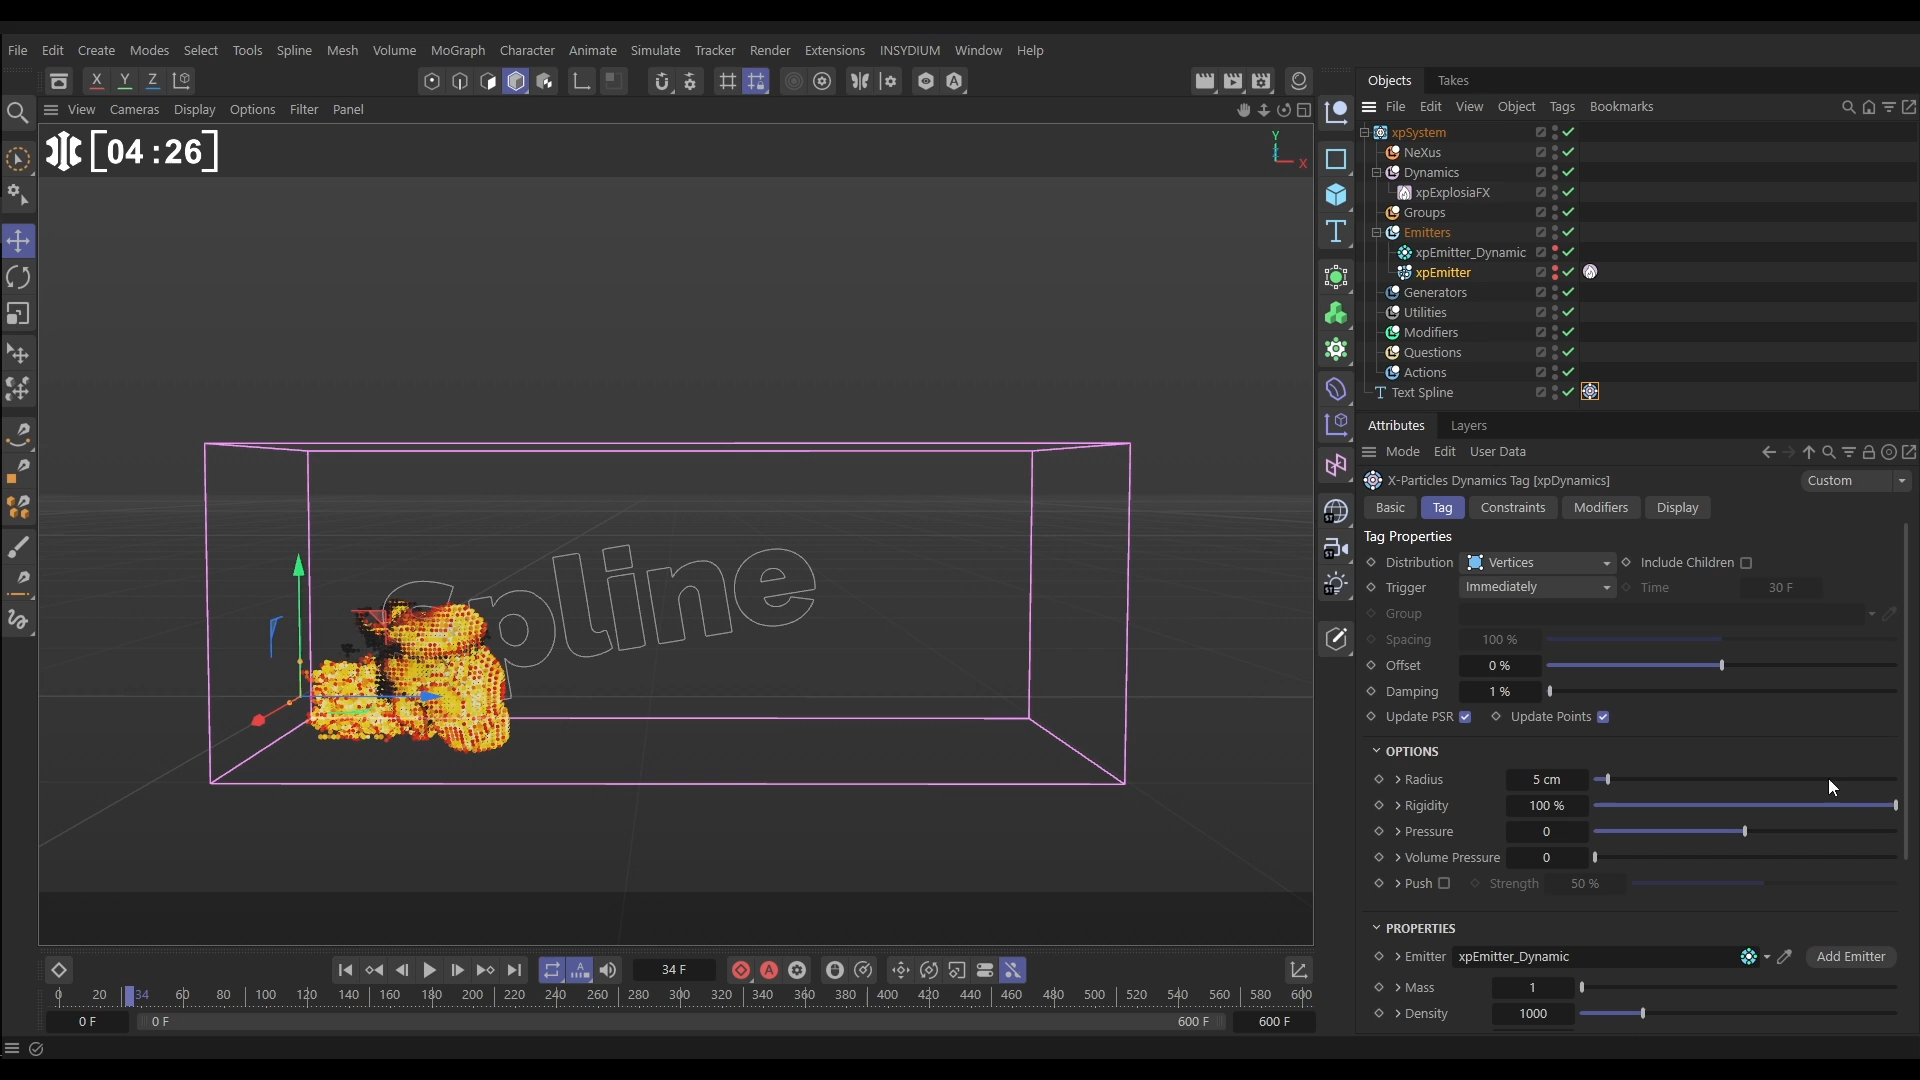 File Edit Create Modes Select Tools Spline Mesh Volume MoGraph Character Animate Simulate Tracker Render Extensions INSYDIUM Window Help
X Y Z
View Cameras Display Options Filter Panel
[04:26]
Y
Z
X
Spline
Objects Takes
File Edit View Object Tags Bookmarks
xpSystem
NeXus
Dynamics
xpExplosiaFX
Groups
Emitters
xpEmitter_Dynamic
xpEmitter
Generators
Utilities
Modifiers
Questions
Actions
Text Spline
Attributes Layers
Mode Edit User Data
X-Particles Dynamics Tag [xpDynamics] Custom
Basic Tag Constraints Modifiers Display
Tag Properties
Distribution Vertices Include Children
Trigger Immediately Time 30 F
Group
Spacing 100 %
Offset 0 %
Damping 1 %
Update PSR Update Points
OPTIONS
Radius 5 cm
Rigidity 100 %
Pressure 0
Volume Pressure 0
Push Strength 50 %
PROPERTIES
Emitter xpEmitter_Dynamic Add Emitter
Mass 1
Density 1000
34 F
0 20 34 60 80 100 120 140 160 180 200 220 240 260 280 300 320 340 360 380 400 420 440 460 480 500 520 540 560 580 600
0 F 0 F 600 F 600 F